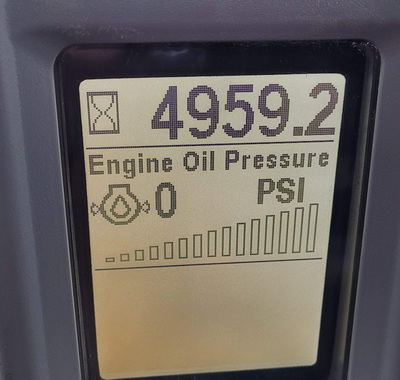 4959.2
Engine Oil Pressure
0 PSI